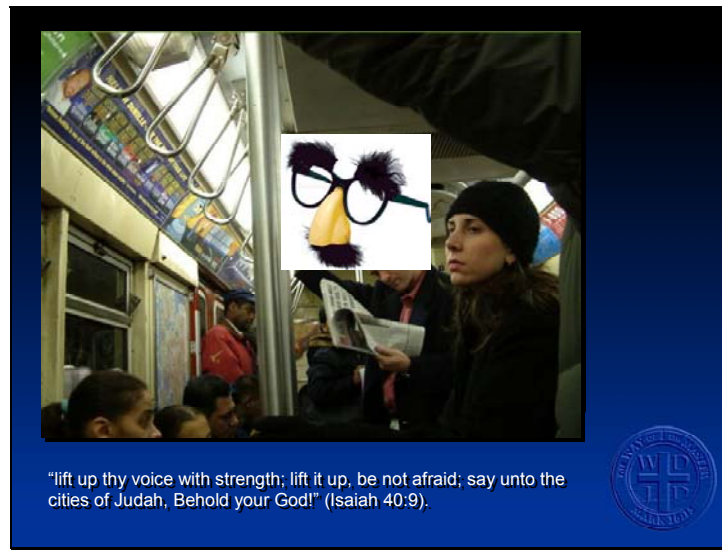 “lift up thy voice with strength; lift it up, be not afraid; say unto the
cities of Judah, Behold your God!” (Isaiah 40:9).